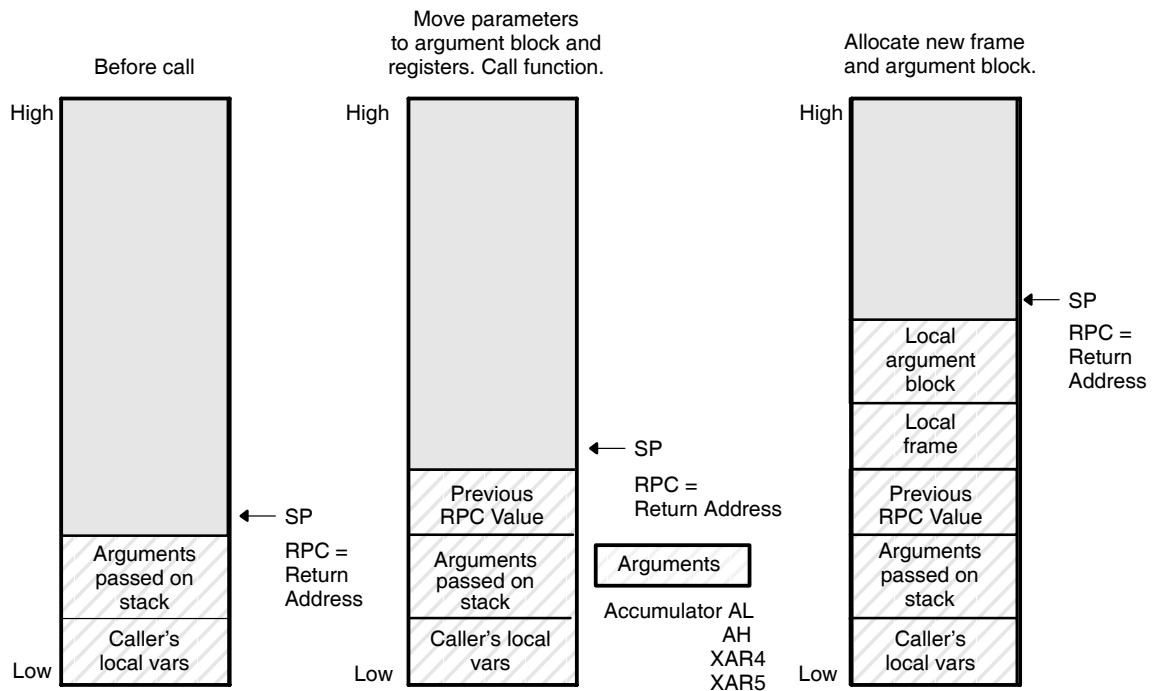 Before call
High
SP
RPC =
Return
Address
Arguments
passed on
stack
Caller's
local vars
Low
Move parameters
to argument block and
registers. Call function.
High
SP
RPC =
Return Address
Previous
RPC Value
Arguments
passed on
stack
Caller's local
vars
Low
Arguments
Accumulator AL
AH
XAR4
XAR5
Allocate new frame
and argument block.
High
SP
RPC =
Return
Address
Local
argument
block
Local
frame
Previous
RPC Value
Arguments
passed on
stack
Caller's
local vars
Low